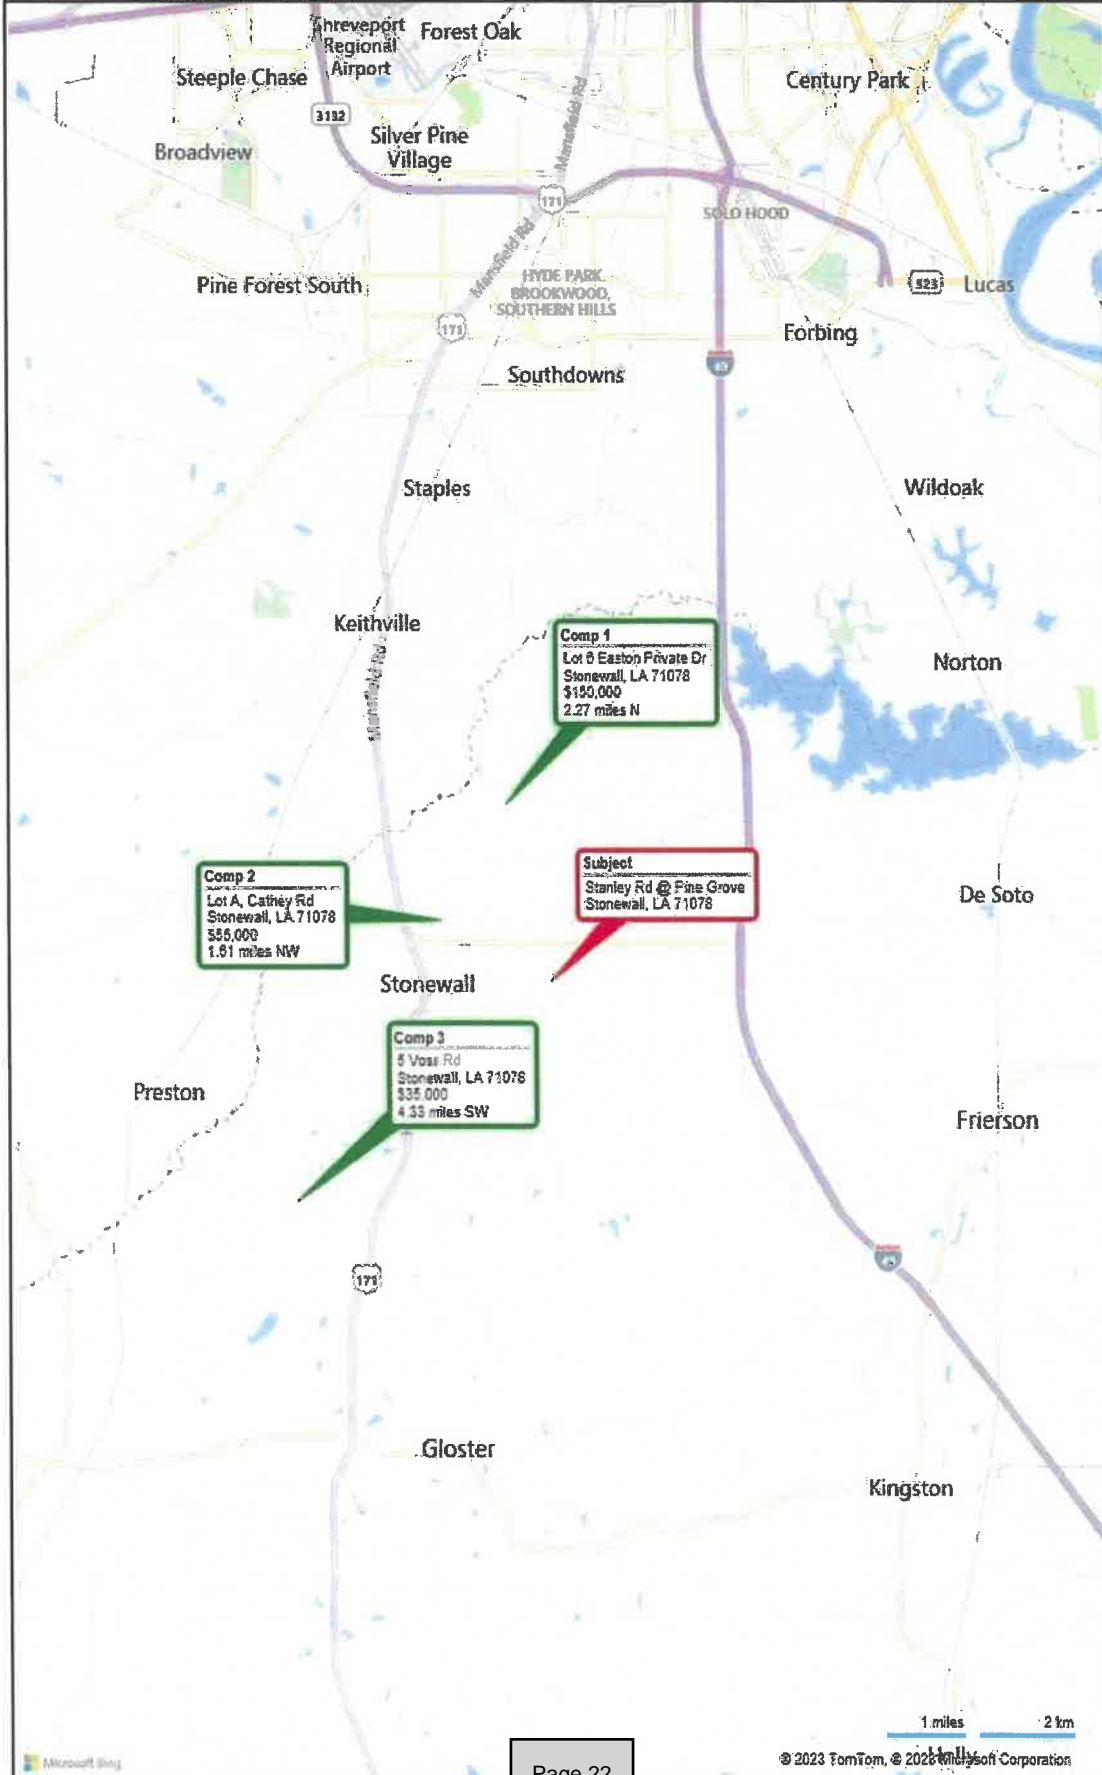 Shreveport
Regional
Airport
Forest Oak
Steeple Chase
Century Park
3132
Silver Pine
Village
Broadview
Mansfield Rd
171
SOLO HOOD
Mansfield Rd
Pine Forest South
HYDE PARK,
BROOKWOOD,
SOUTHERN HILLS
523
Lucas
171
Forbing
Southdowns
Staples
Wildoak
Keithville
Comp 1
Easton Private Dr
Stonewall, LA 71078
$150,000
2.27 miles N
Norton
Mansfield Rd
Comp 2
Lot A, Cathey Rd
Stonewall, LA 71078
$55,000
1.61 miles NW
Subject
Stanley Rd @ Pine Grove
Stonewall, LA 71078
De Soto
Stonewall
Comp 3
Voss Rd
Stonewall, LA 71078
$35,000
4.33 miles SW
Preston
Frierson
171
Gloster
Kingston
1 miles
2 km
Microsoft Bing
Page 22
Holly
© 2023 TomTom, © 2023 Microsoft Corporation